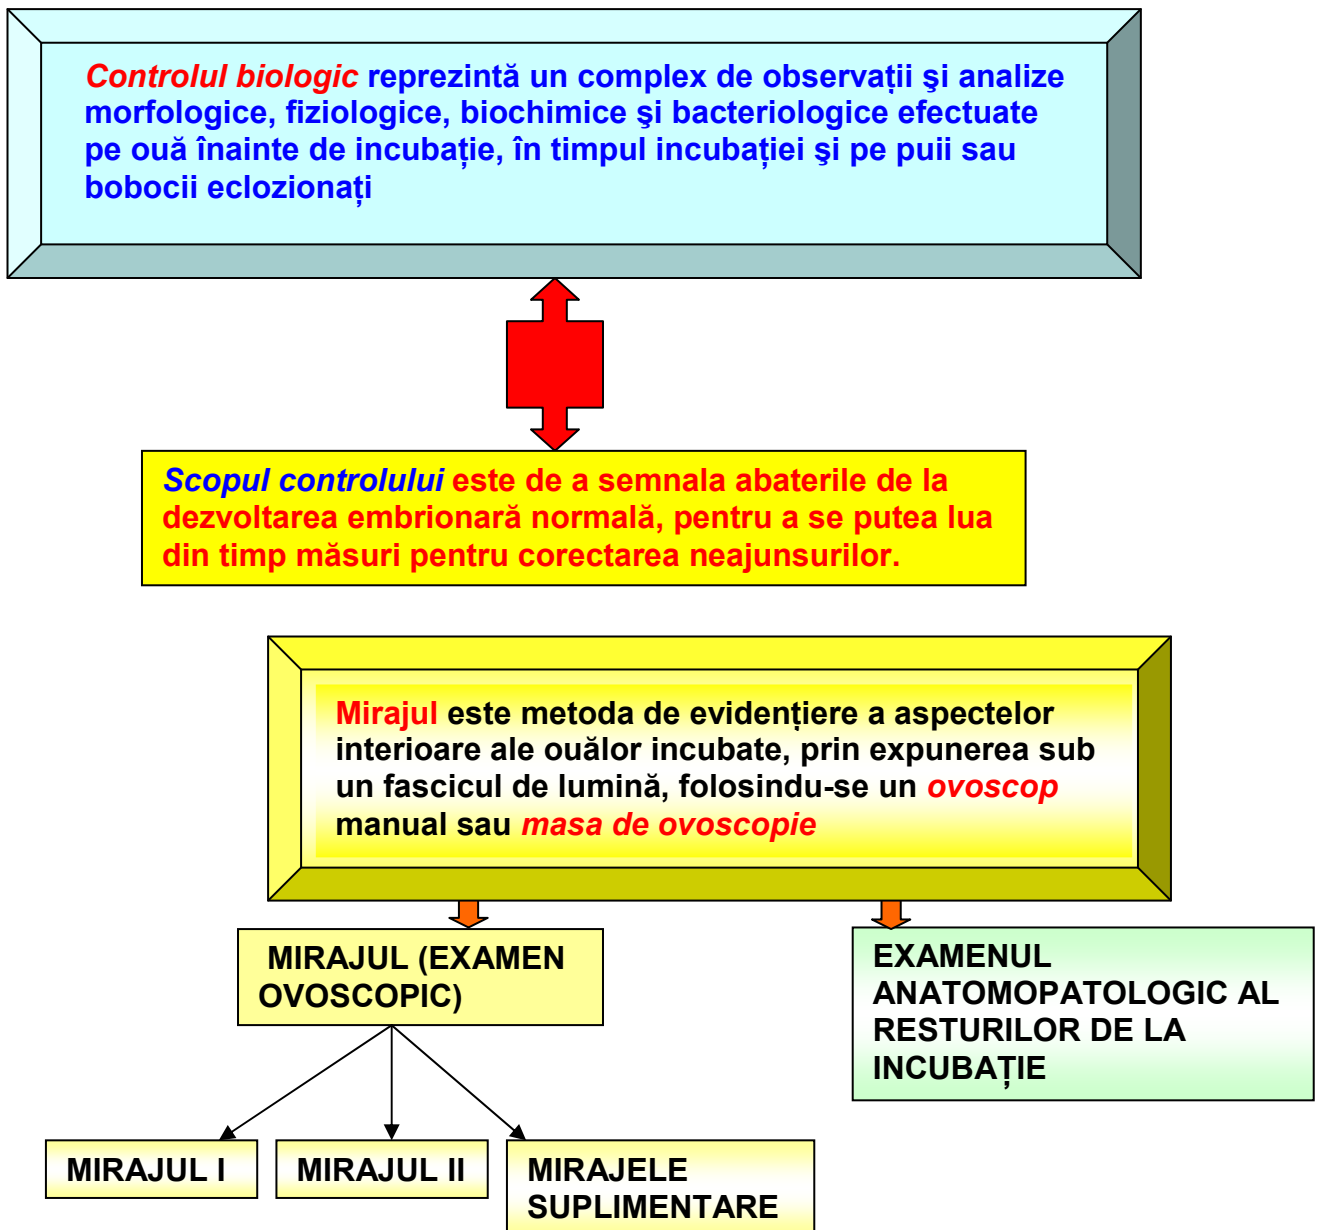 Controlul biologic reprezintă un complex de observații şi analize
morfologice, fiziologice, biochimice şi bacteriologice efectuate
pe ouă înainte de incubație, în timpul incubației şi pe puii sau
bobocii eclozionați
Scopul controlului este de a semnala abaterile de la
dezvoltarea embrionară normală, pentru a se putea lua
din timp măsuri pentru corectarea neajunsurilor.
Mirajul este metoda de evidențiere a aspectelor
interioare ale ouălor incubate, prin expunerea sub
un fascicul de lumină, folosindu-se un ovoscop
manual sau masa de ovoscopie
MIRAJUL (EXAMEN
OVOSCOPIC)
EXAMENUL
ANATOMOPATOLOGIC AL
RESTURILOR DE LA
INCUBAȚIE
MIRAJUL I
MIRAJUL II
MIRAJELE
SUPLIMENTARE